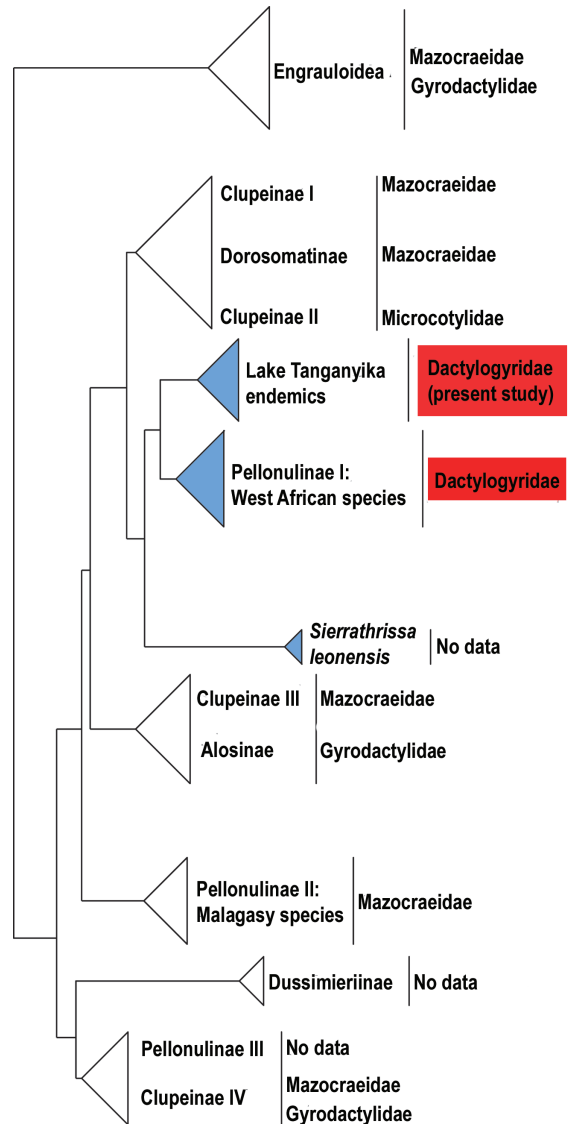 Engrauloidea
Mazocraeidae
Gyrodactylidae
Clupeinae I
Mazocraeidae
Dorosomatinae
Mazocraeidae
Clupeinae II
Microcotylidae
Lake Tanganyika
endemics
Dactylogyridae
(present study)
Pellonulinae I:
West African species
Dactylogyridae
Sierrathrissa
leonensis
No data
Clupeinae III
Mazocraeidae
Alosinae
Gyrodactylidae
Pellonulinae II:
Malagasy species
Mazocraeidae
Dussimieriinae
No data
Pellonulinae III
No data
Clupeinae IV
Mazocraeidae
Gyrodactylidae